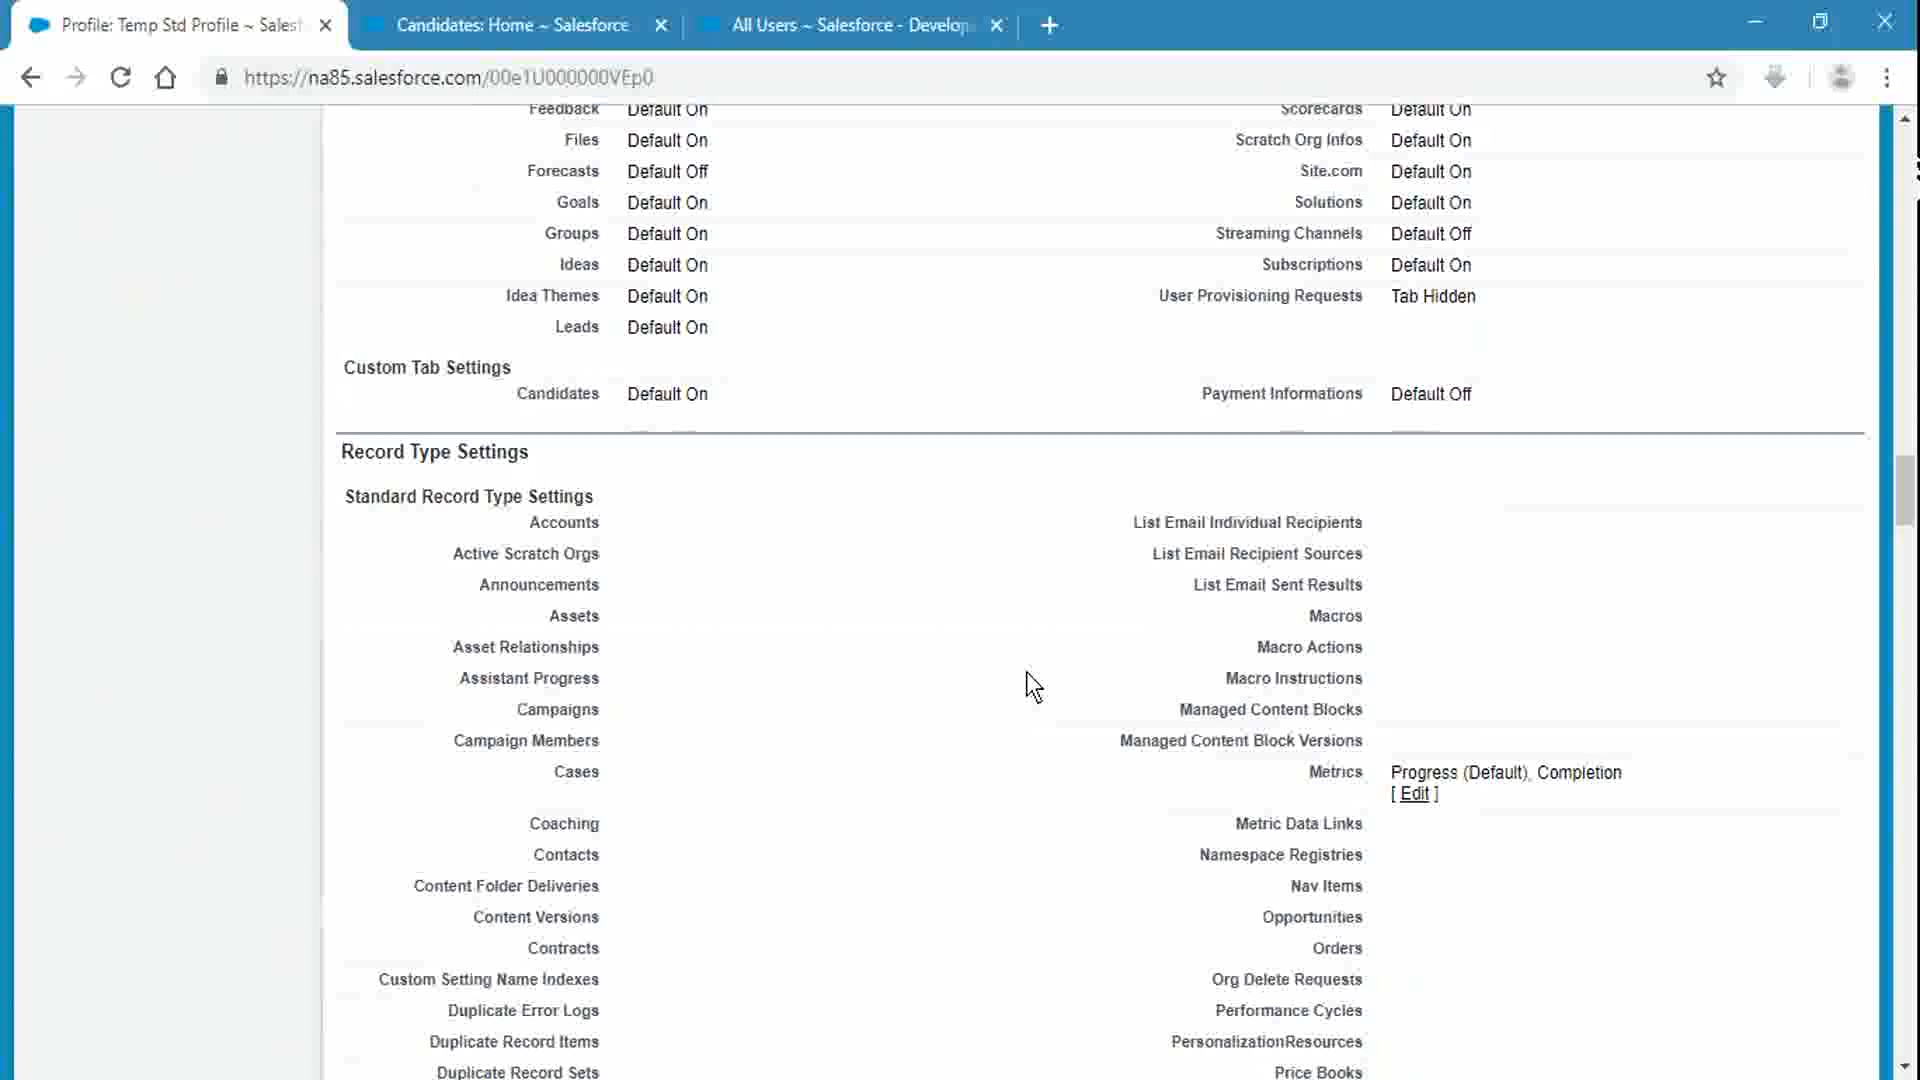 Profile: Temp Std Profile ~ Salesf
Candidates: Home ~ Salesforce
All Users ~ Salesforce - Develop
https://na85.salesforce.com/00e1U000000VEp0
Feedback Default On Scorecards Default On
Files Default On Scratch Org Infos Default On
Forecasts Default Off Site.com Default On
Goals Default On Solutions Default On
Groups Default On Streaming Channels Default Off
Ideas Default On Subscriptions Default On
Idea Themes Default On User Provisioning Requests Tab Hidden
Leads Default On
Custom Tab Settings
Candidates Default On Payment Informations Default Off
Record Type Settings
Standard Record Type Settings
Accounts List Email Individual Recipients
Active Scratch Orgs List Email Recipient Sources
Announcements List Email Sent Results
Assets Macros
Asset Relationships Macro Actions
Assistant Progress Macro Instructions
Campaigns Managed Content Blocks
Campaign Members Managed Content Block Versions
Cases Metrics Progress (Default), Completion
[ Edit ]
Coaching Metric Data Links
Contacts Namespace Registries
Content Folder Deliveries Nav Items
Content Versions Opportunities
Contracts Orders
Custom Setting Name Indexes Org Delete Requests
Duplicate Error Logs Performance Cycles
Duplicate Record Items PersonalizationResources
Duplicate Record Sets Price Books